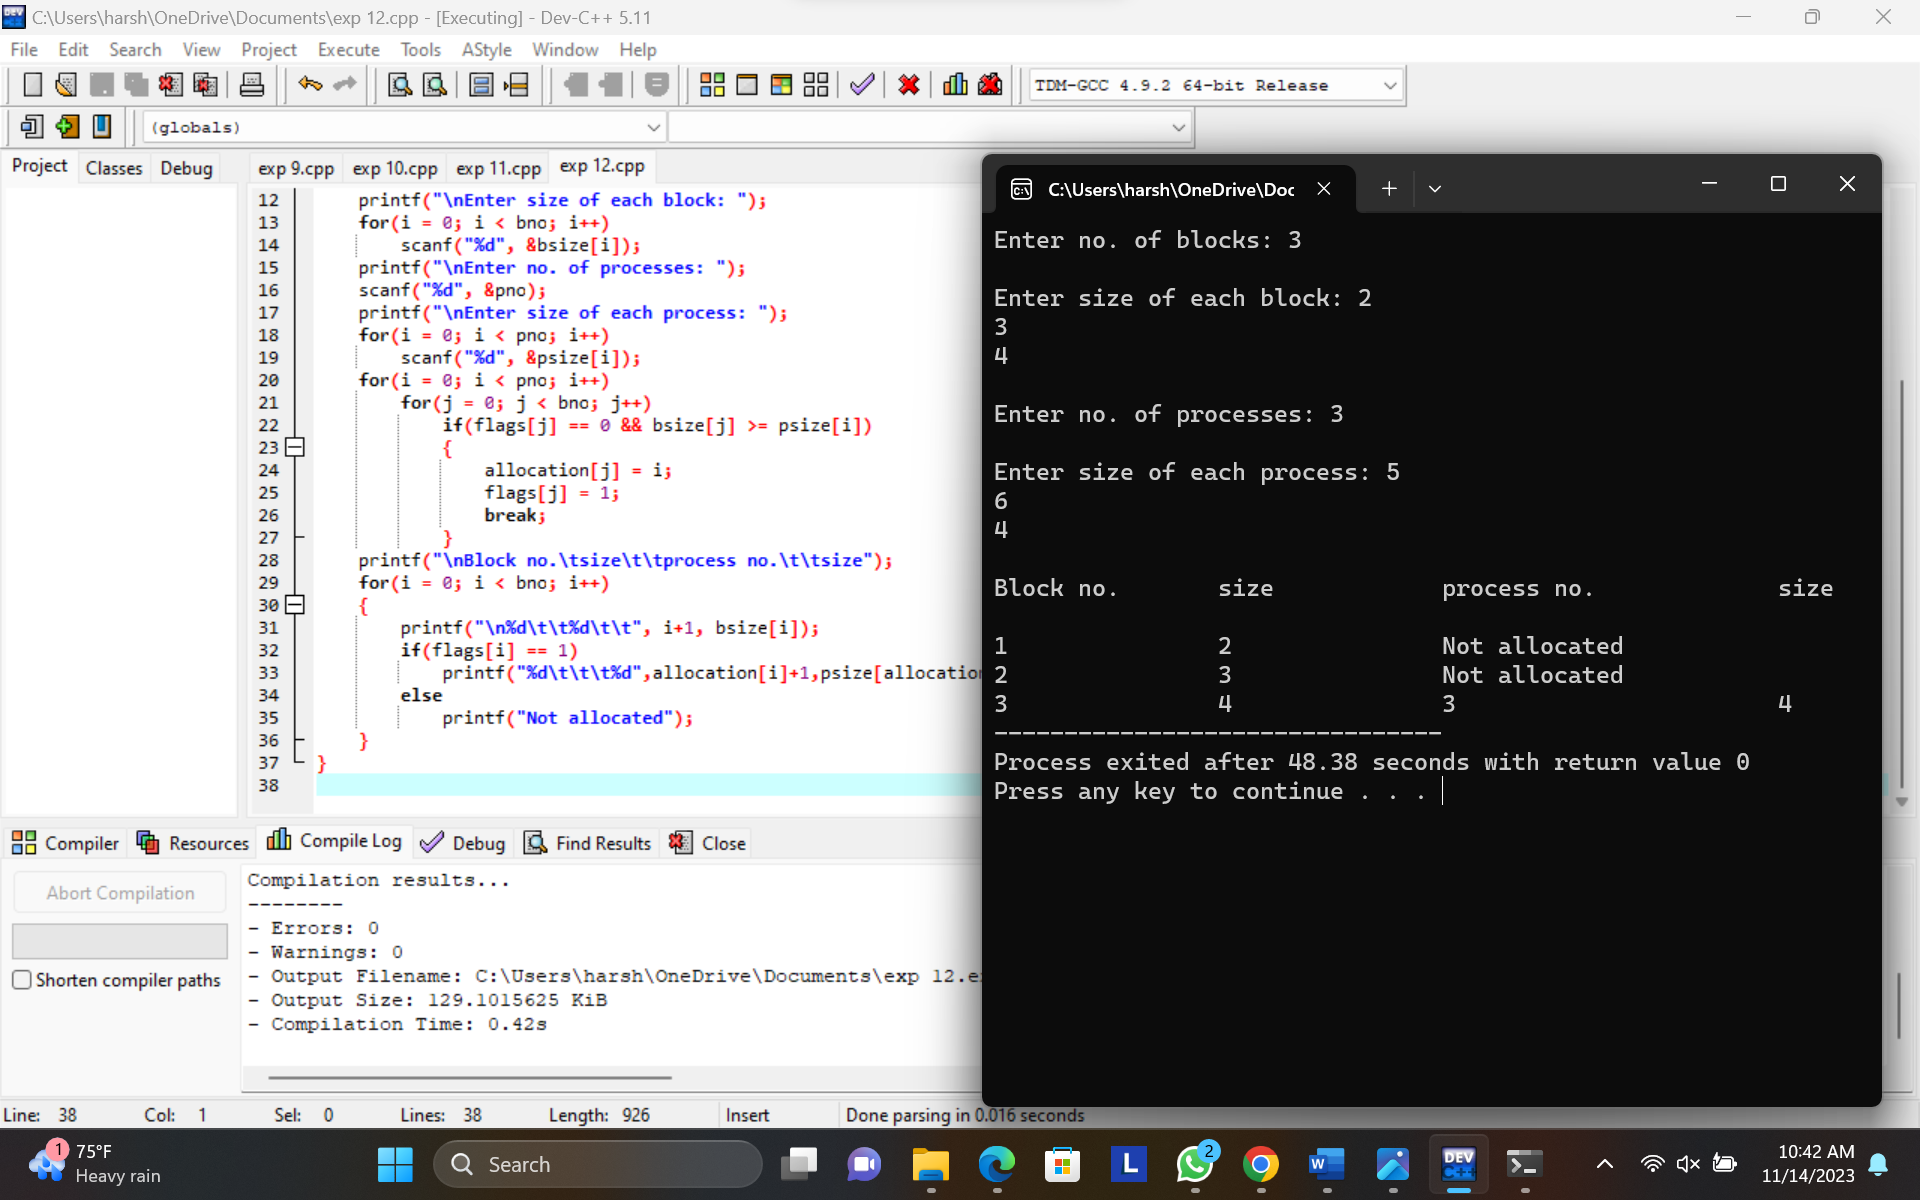 C:\Users\harsh\OneDrive\Documents\exp 12.cpp - [Executing] - Dev-C++ 5.11
File Edit Search View Project Execute Tools AStyle Window Help
TDM-GCC 4.9.2 64-bit Release
(globals)
Project Classes Debug
exp 9.cpp exp 10.cpp exp 11.cpp exp 12.cpp
12 printf("\nEnter size of each block: ");
13 for(i = 0; i < bno; i++)
14 scanf("%d", &bsize[i]);
15 printf("\nEnter no. of processes: ");
16 scanf("%d", &pno);
17 printf("\nEnter size of each process: ");
18 for(i = 0; i < pno; i++)
19 scanf("%d", &psize[i]);
20 for(i = 0; i < pno; i++)
21 for(j = 0; j < bno; j++)
22 if(flags[j] == 0 && bsize[j] >= psize[i])
23 {
24 allocation[j] = i;
25 flags[j] = 1;
26 break;
27 }
28 printf("\nBlock no.\tsize\t\tprocess no.\t\tsize");
29 for(i = 0; i < bno; i++)
30 {
31 printf("\n%d\t\t%d\t\t", i+1, bsize[i]);
32 if(flags[i] == 1)
33 printf("%d\t\t\t%d",allocation[i]+1,psize[allocation
34 else
35 printf("Not allocated");
36 }
37 }
38
C:\Users\harsh\OneDrive\Doc
Enter no. of blocks: 3
Enter size of each block: 2
3
4
Enter no. of processes: 3
Enter size of each process: 5
6
4
Block no. size process no. size
1 2 Not allocated
2 3 Not allocated
3 4 3 4
--------------------------------
Process exited after 48.38 seconds with return value 0
Press any key to continue . . .
Compiler Resources Compile Log Debug Find Results Close
Abort Compilation
Shorten compiler paths
Compilation results...
--------
- Errors: 0
- Warnings: 0
- Output Filename: C:\Users\harsh\OneDrive\Documents\exp 12.e
- Output Size: 129.1015625 KiB
- Compilation Time: 0.42s
Line: 38 Col: 1 Sel: 0 Lines: 38 Length: 926 Insert Done parsing in 0.016 seconds
1
75°F
Heavy rain
Search
L
2
W
DEV
C++
10:42 AM
11/14/2023